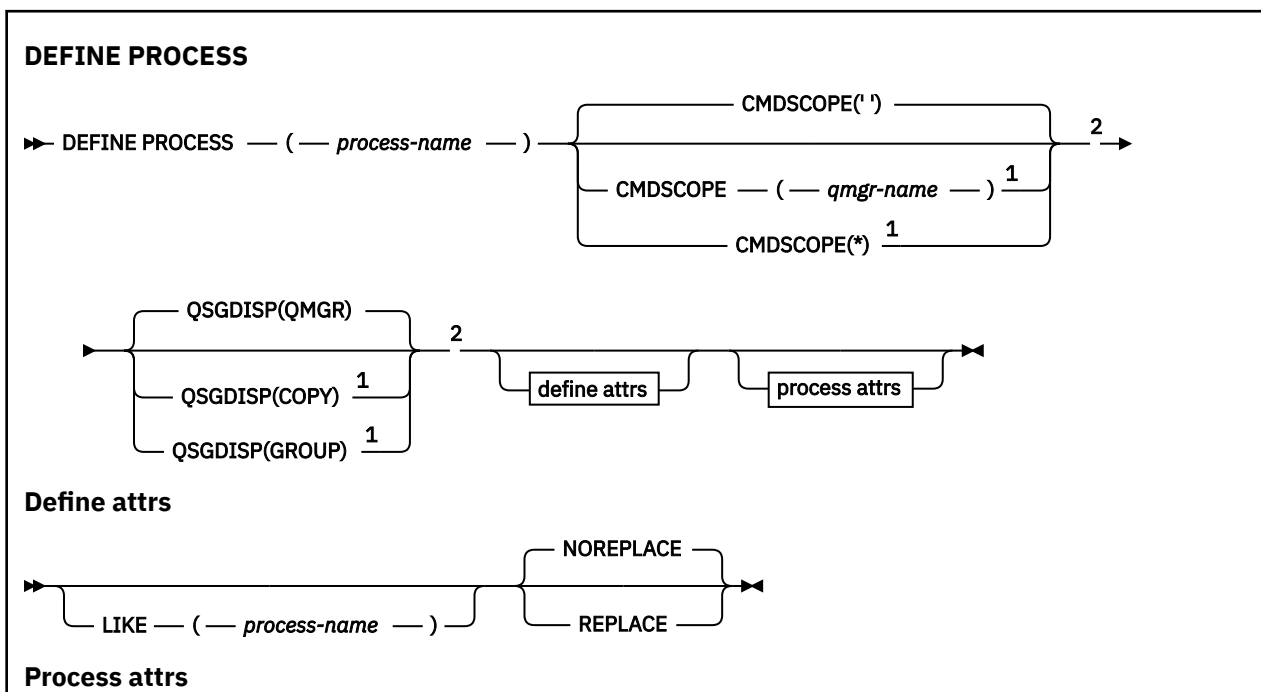 DEFINE PROCESS
CMDSCOPE(' ')
DEFINE PROCESS ( process-name ) 2
CMDSCOPE ( qmgr-name ) 1
CMDSCOPE(*) 1
QSGDISP(QMGR)
2
QSGDISP(COPY) 1 define attrs process attrs
QSGDISP(GROUP) 1
Define attrs
NOREPLACE
LIKE ( process-name ) REPLACE
Process attrs